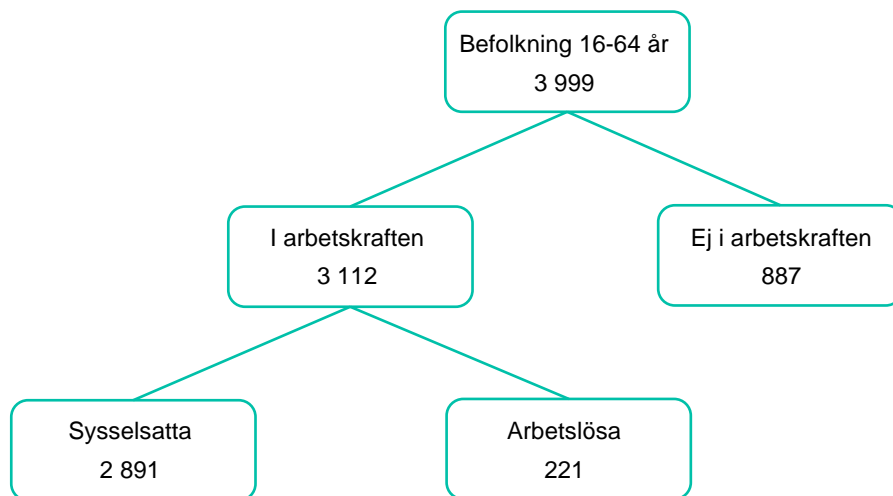 Befolkning 16-64 år
3 999
I arbetskraften
3 112
Ej i arbetskraften
887
Sysselsatta
2 891
Arbetslösa
221